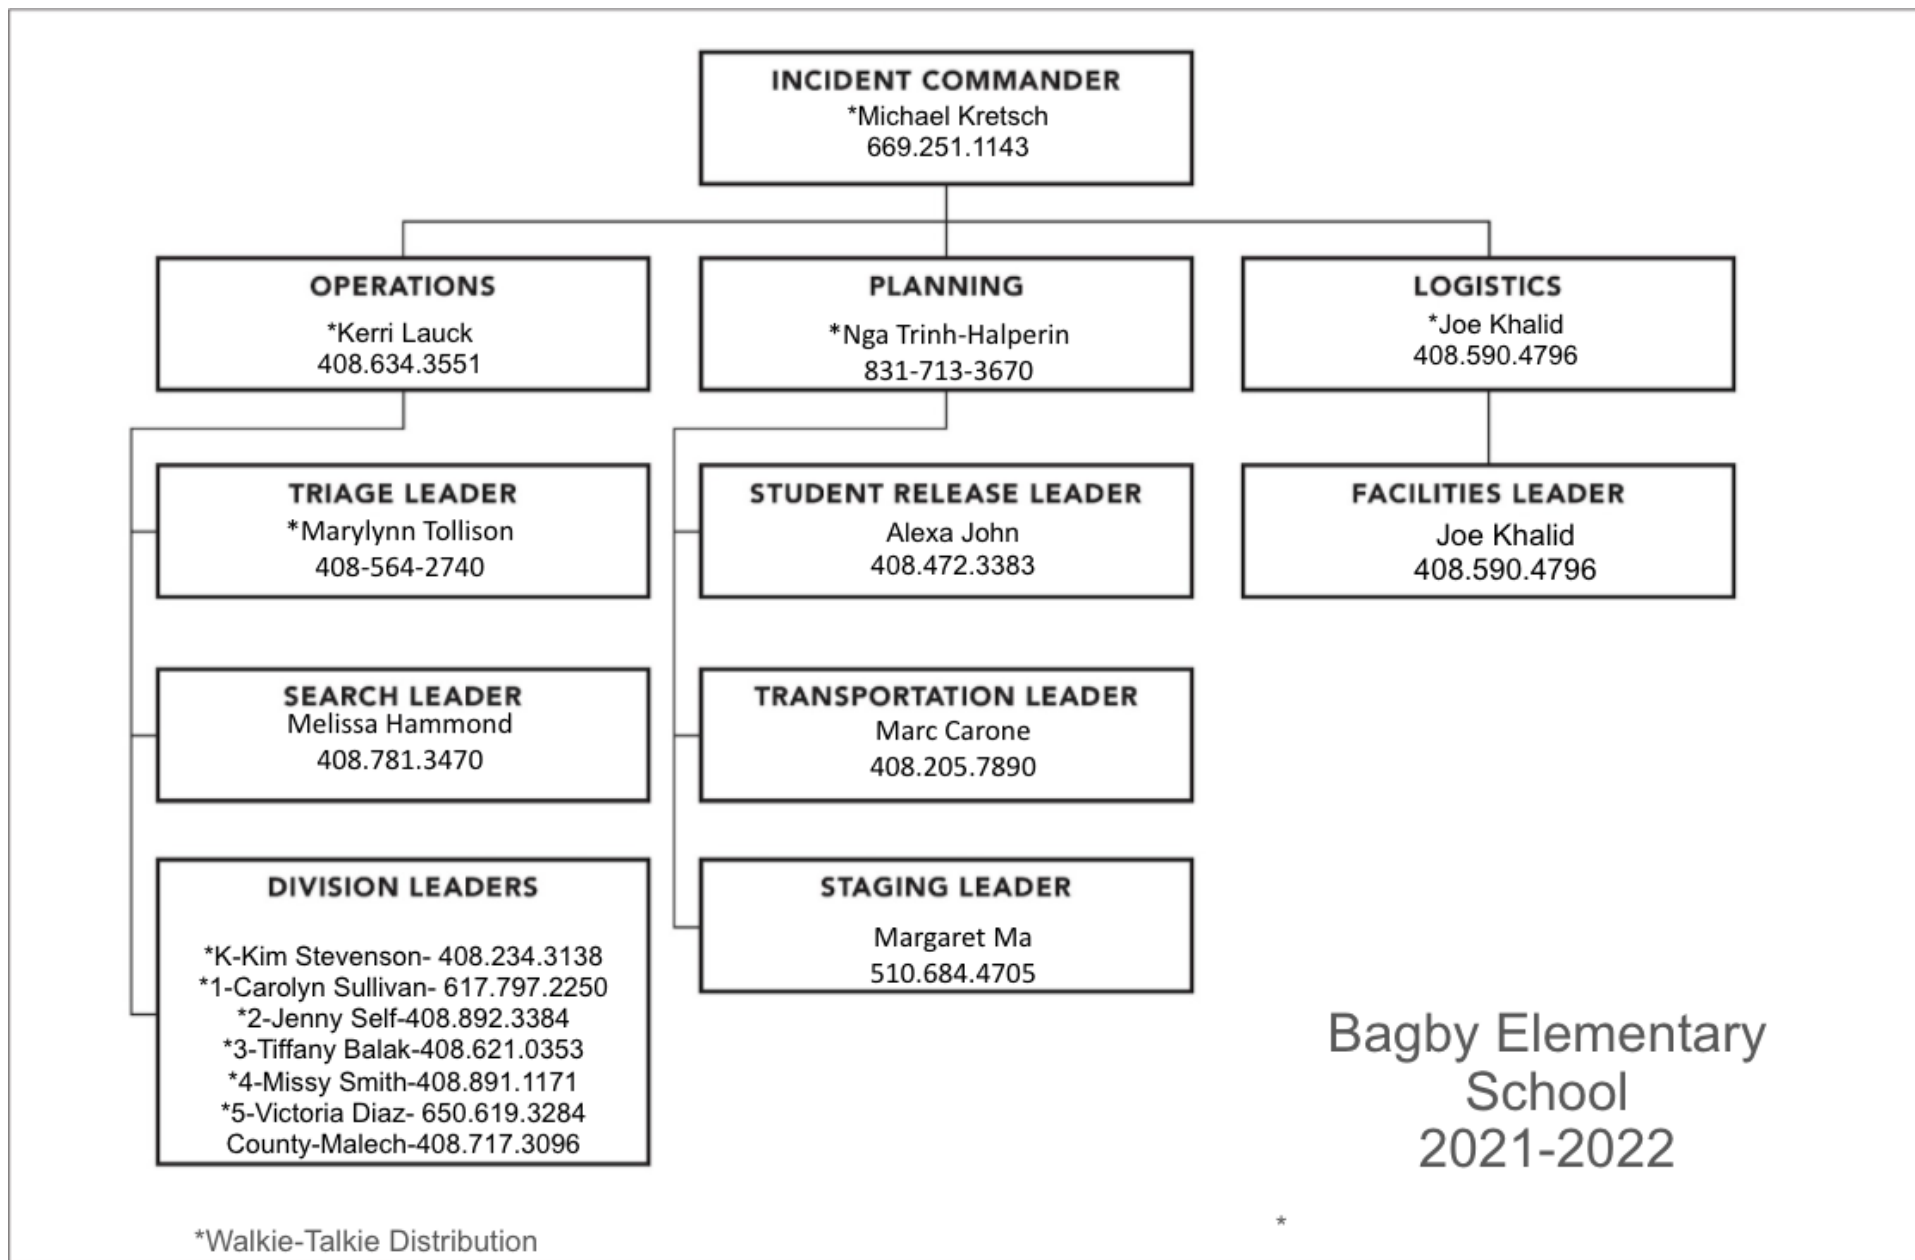 INCIDENT COMMANDER
*Michael Kretsch
669.251.1143
OPERATIONS
*Kerri Lauck
408.634.3551
PLANNING
*Nga Trinh-Halperin
831-713-3670
LOGISTICS
*Joe Khalid
408.590.4796
TRIAGE LEADER
*Marylynn Tollison
408-564-2740
STUDENT RELEASE LEADER
Alexa John
408.472.3383
FACILITIES LEADER
Joe Khalid
408.590.4796
SEARCH LEADER
Melissa Hammond
408.781.3470
TRANSPORTATION LEADER
Marc Carone
408.205.7890
DIVISION LEADERS
*K-Kim Stevenson- 408.234.3138
*1-Carolyn Sullivan- 617.797.2250
*2-Jenny Self-408.892.3384
*3-Tiffany Balak-408.621.0353
*4-Missy Smith-408.891.1171
*5-Victoria Diaz- 650.619.3284
County-Malech-408.717.3096
STAGING LEADER
Margaret Ma
510.684.4705
Bagby Elementary
School
2021-2022
*Walkie-Talkie Distribution
*